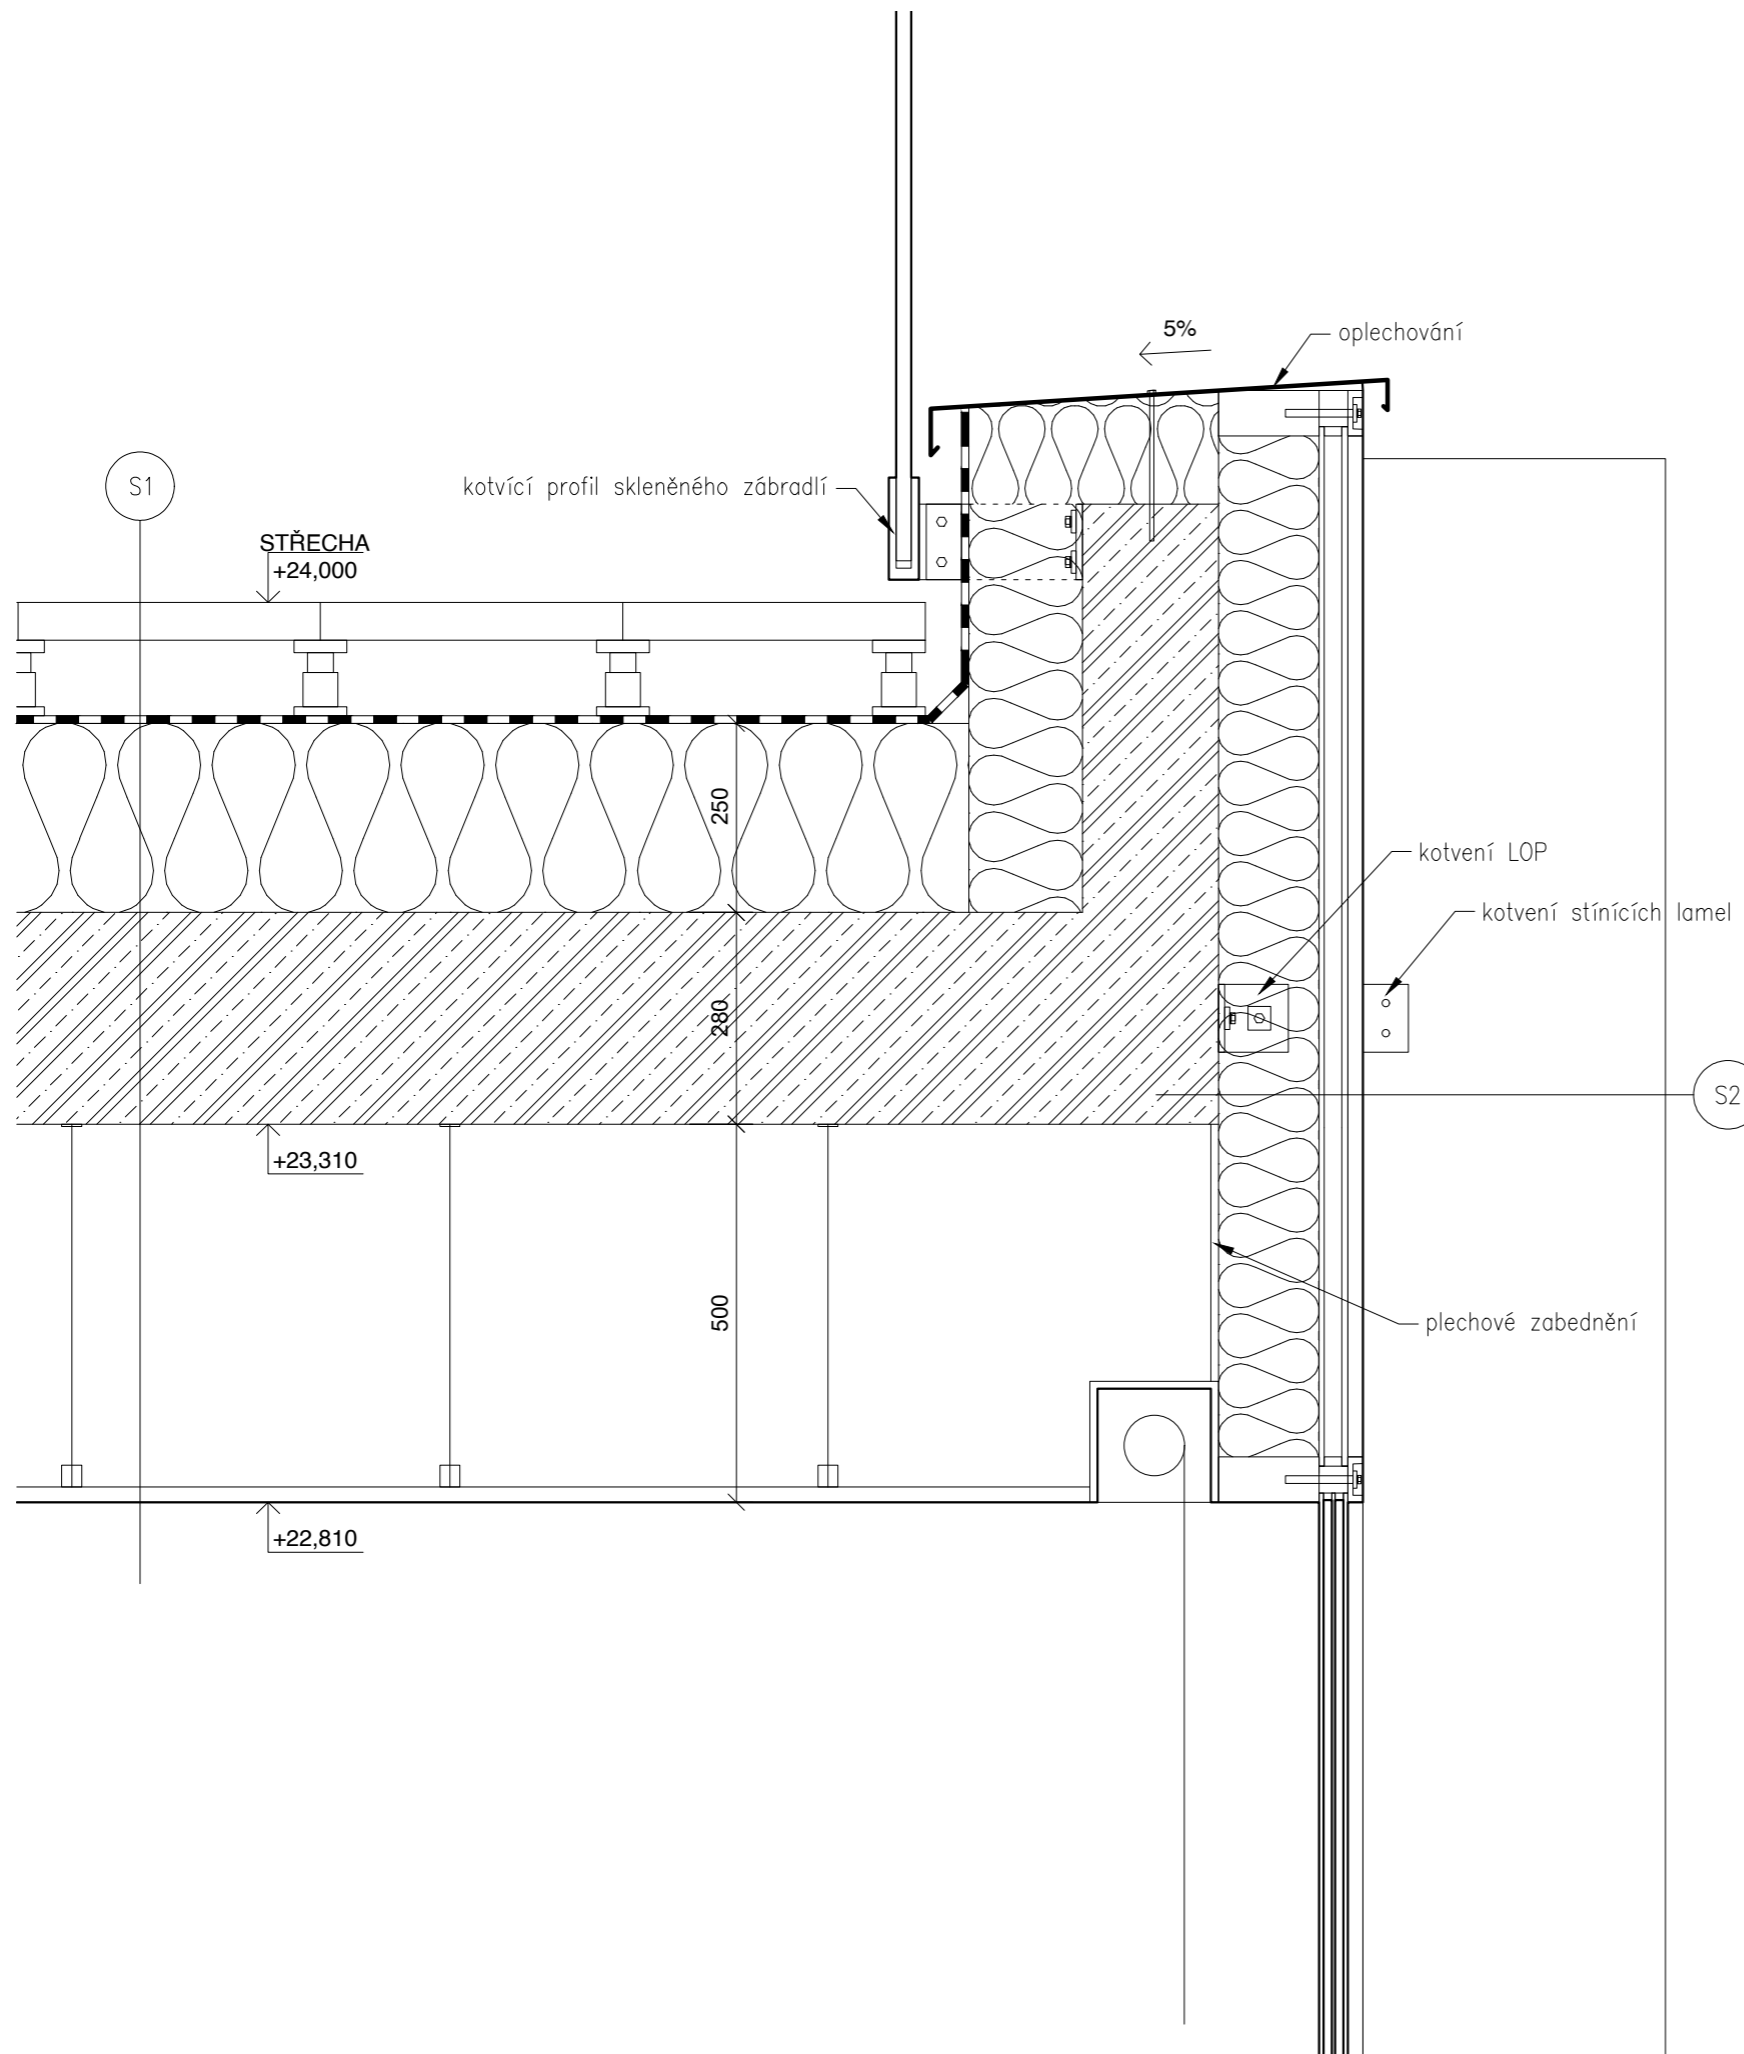 5%
oplechování
S1
kotvící profil skleněného zábradlí
STŘECHA
+24,000
250
kotvení LOP
kotvení stínících lamel
280
S2
+23,310
500
plechové zabednění
+22,810